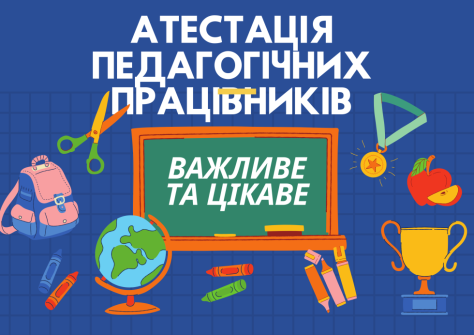 АТЕСТАЦІЯ
ПЕДАГОГІЧНИХ
ПРАЦІВНИКІВ
ВАЖЛИВЕ
ТА ЦІКАВЕ